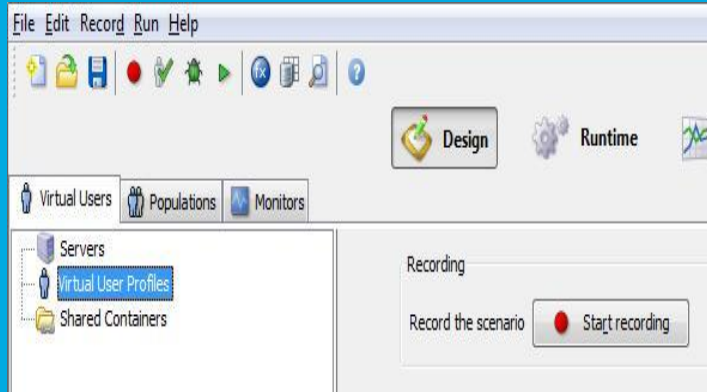 File Edit Record Run Help
Design Runtime
Virtual Users Populations Monitors
Servers
Virtual User Profiles
Shared Containers
Recording
Record the scenario Start recording